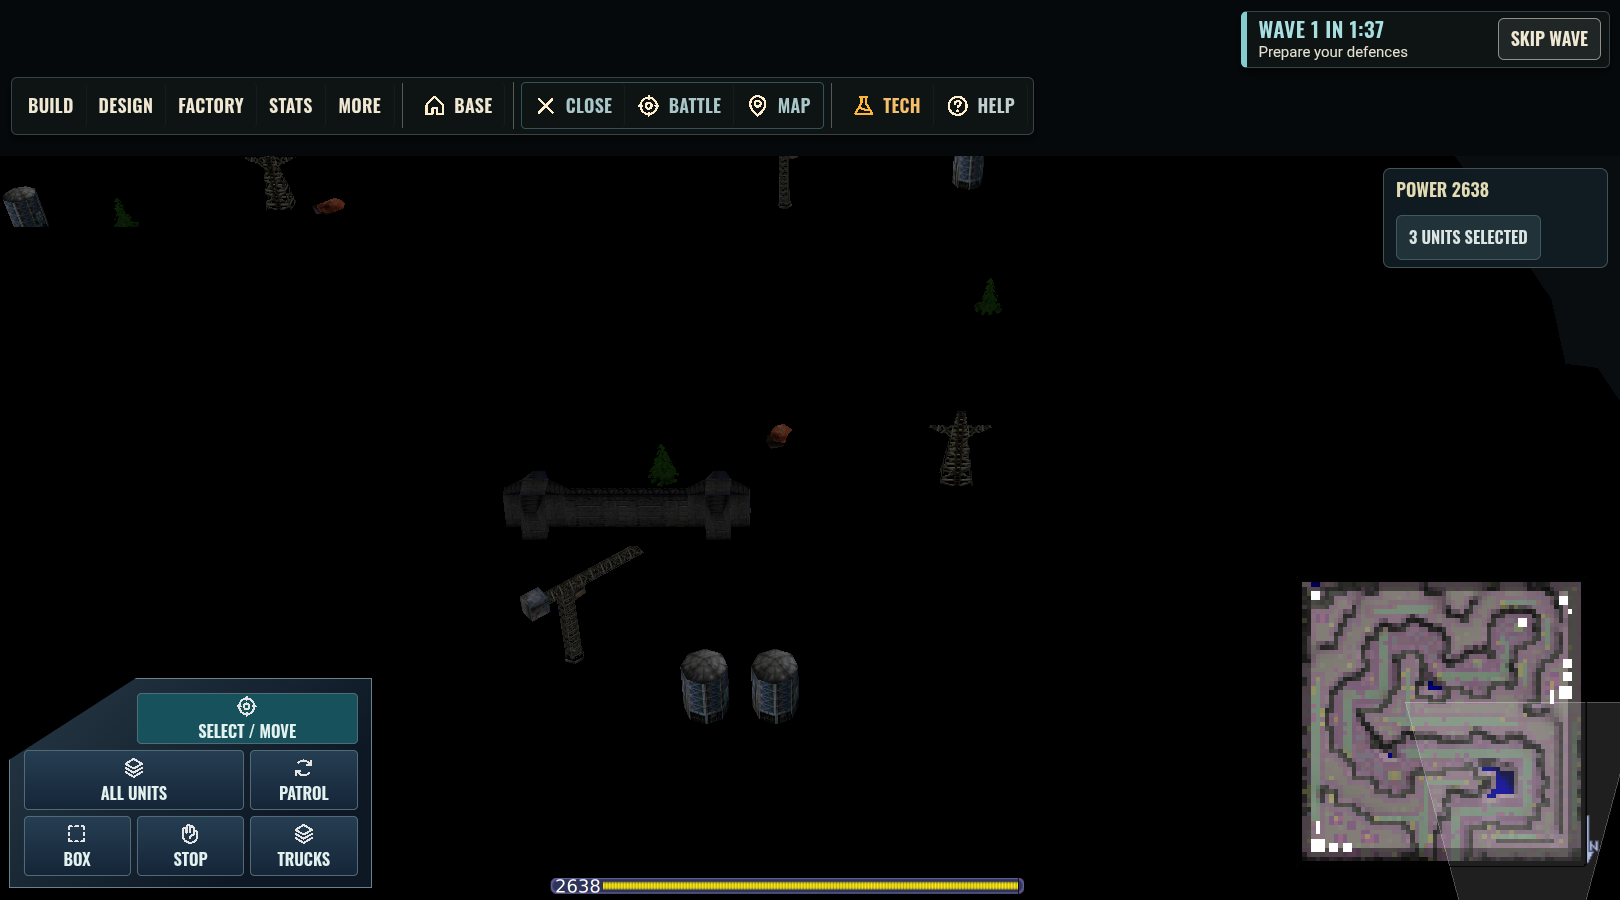 WAVE 1 IN 1:37
Prepare your defences
SKIP WAVE
BUILD DESIGN FACTORY STATS MORE BASE CLOSE BATTLE MAP TECH HELP
POWER 2638
3 UNITS SELECTED
SELECT / MOVE
ALL UNITS PATROL
BOX STOP TRUCKS
N
2638